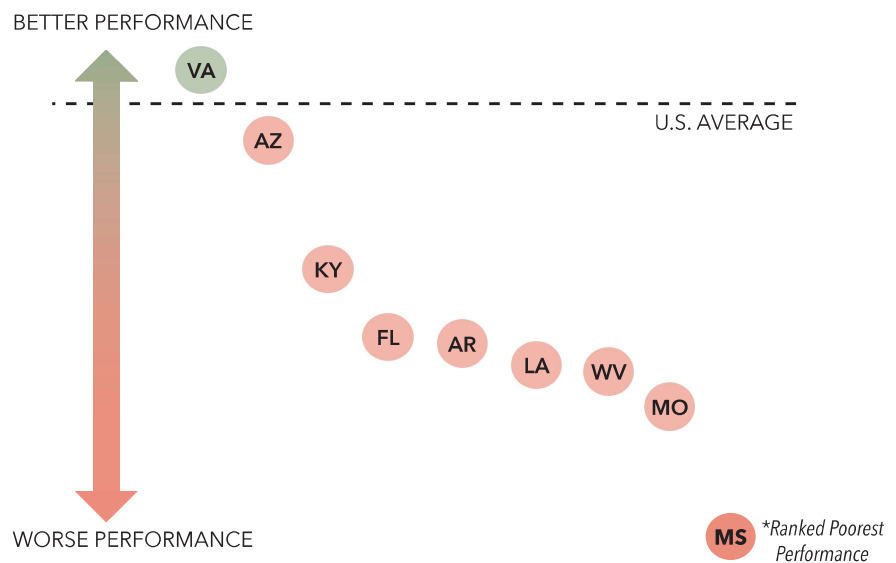 BETTER PERFORMANCE
VA
U.S. AVERAGE
AZ
KY
FL
AR
LA
WV
MO
MS
*Ranked Poorest
Performance
WORSE PERFORMANCE